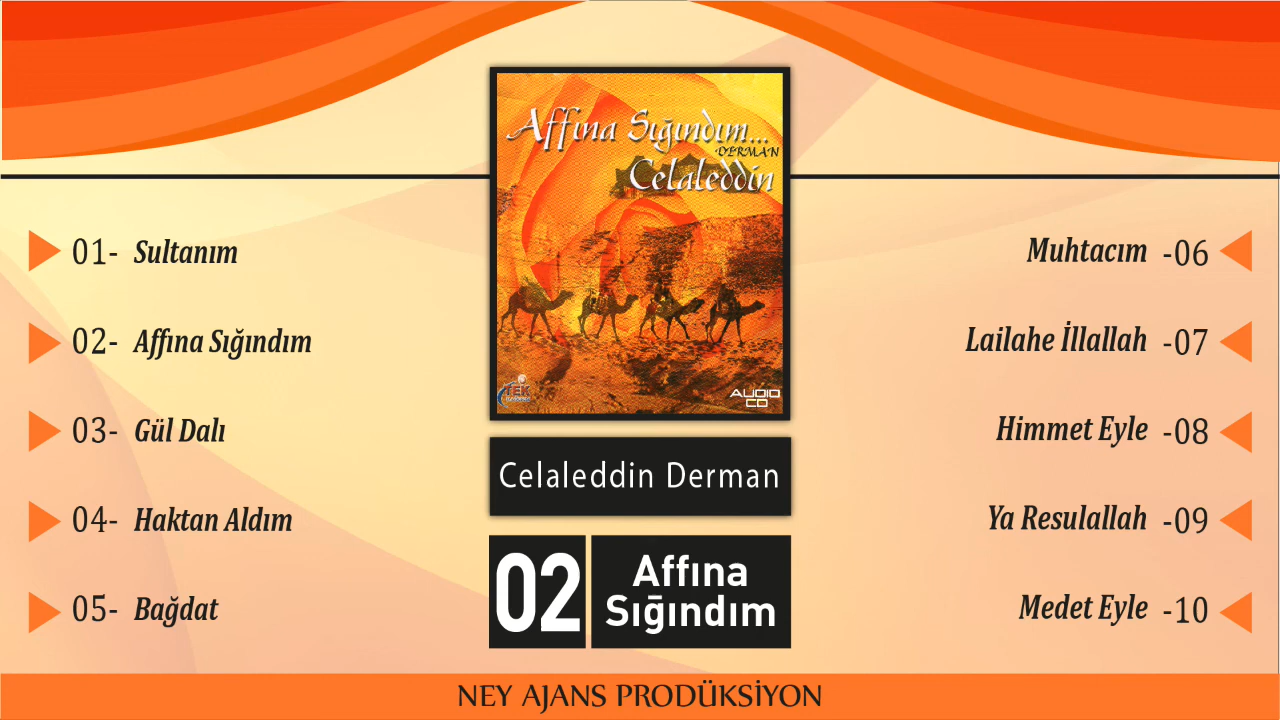 Affına Sığındım...
DERMAN
Celaleddin
TEK
AUDIO
CD
01- Sultanım
02- Affına Sığındım
03- Gül Dalı
04- Haktan Aldım
05- Bağdat
Muhtacım -06
Lailahe İllallah -07
Himmet Eyle -08
Ya Resulallah -09
Medet Eyle -10
Celaleddin Derman
02
Affına
Sığındım
NEY AJANS PRODÜKSİYON